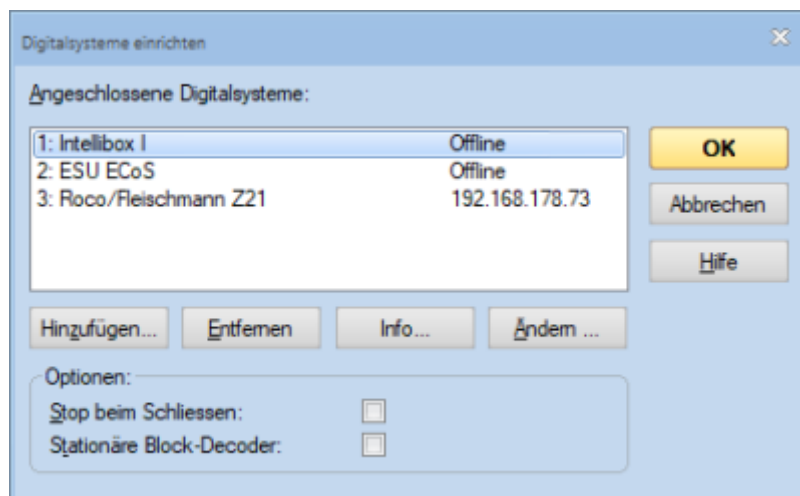 Digitalsysteme einrichten
Angeschlossene Digitalsysteme:
1: Intellibox I Offline
2: ESU ECoS Offline
3: Roco/Fleischmann Z21 192.168.178.73
OK
Abbrechen
Hilfe
Hinzufügen... Entfernen Info... Ändern ...
Optionen:
Stop beim Schliessen:
Stationäre Block-Decoder: